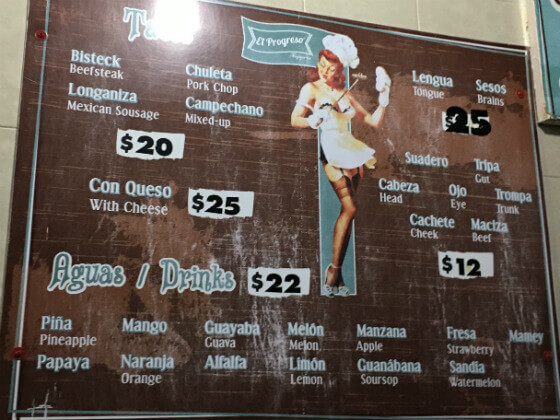 El Progreso
Bisteck
Beefsteak
Chuleta
Pork Chop
Longaniza
Mexican Sausage
Campechano
Mixed-up
$20
Con Queso
With Cheese
$25
Lengua
Tongue
Sesos
Brains
25
Suadero
Tripa
Gut
Cabeza
Head
Ojo
Eye
Trompa
Trunk
Cachete
Cheek
Maciza
Beef
$12
Aguas / Drinks
$22
Piña
Pineapple
Mango
Guayaba
Guava
Melón
Melon
Manzana
Apple
Fresa
Strawberry
Mamey
Papaya
Naranja
Orange
Alfalfa
Limón
Lemon
Guanábana
Soursop
Sandia
Watermelon